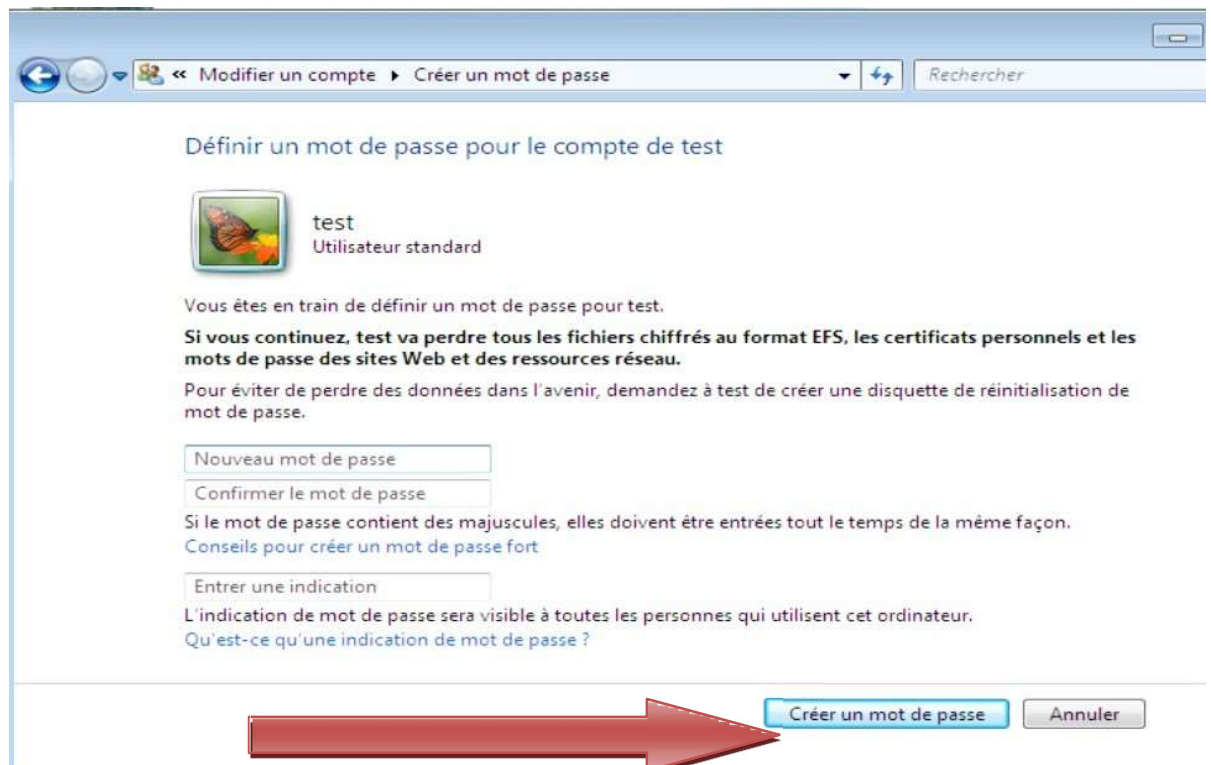 « Modifier un compte ▸ Créer un mot de passe
Rechercher
Définir un mot de passe pour le compte de test
test
Utilisateur standard
Vous êtes en train de définir un mot de passe pour test.
Si vous continuez, test va perdre tous les fichiers chiffrés au format EFS, les certificats personnels et les
mots de passe des sites Web et des ressources réseau.
Pour éviter de perdre des données dans l'avenir, demandez à test de créer une disquette de réinitialisation de
mot de passe.
Nouveau mot de passe
Confirmer le mot de passe
Si le mot de passe contient des majuscules, elles doivent être entrées tout le temps de la même façon.
Conseils pour créer un mot de passe fort
Entrer une indication
L'indication de mot de passe sera visible à toutes les personnes qui utilisent cet ordinateur.
Qu'est-ce qu'une indication de mot de passe ?
Créer un mot de passe
Annuler